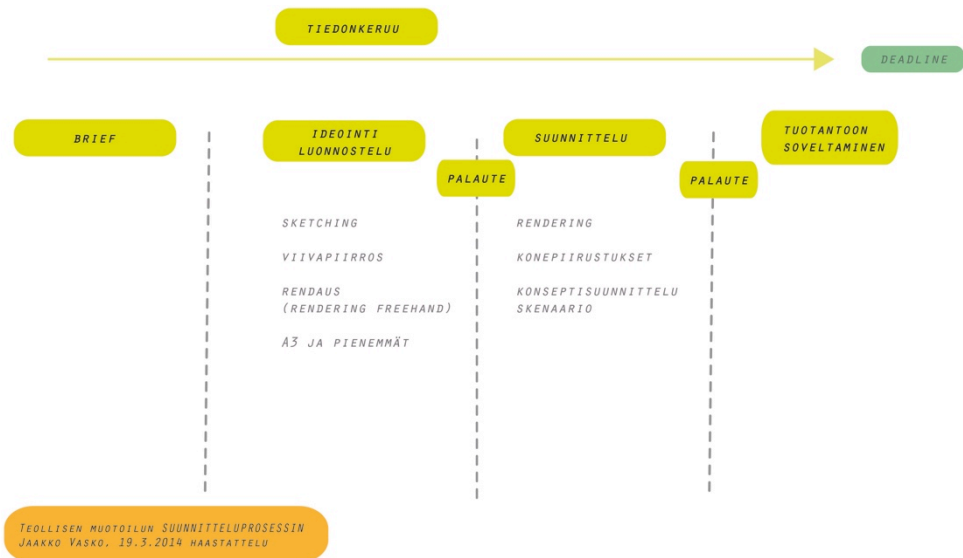 TIEDONKERUU
DEADLINE
BRIEF
IDEOINTI
LUONNOSTELU
SUUNNITTELU
TUOTANTOON
SOVELTAMINEN
PALAUTE
PALAUTE
SKETCHING
VIIVAPIIRROS
RENDAUS
(RENDERING FREEHAND)
A3 JA PIENEMMÄT
RENDERING
KONEPIIRUSTUKSET
KONSEPTISUUNNITTELU
SKENAARIO
TEOLLISEN MUOTOILUN SUUNNITTELUPROSESSIN
JAAKKO VASKO, 19.3.2014 HAASTATTELU